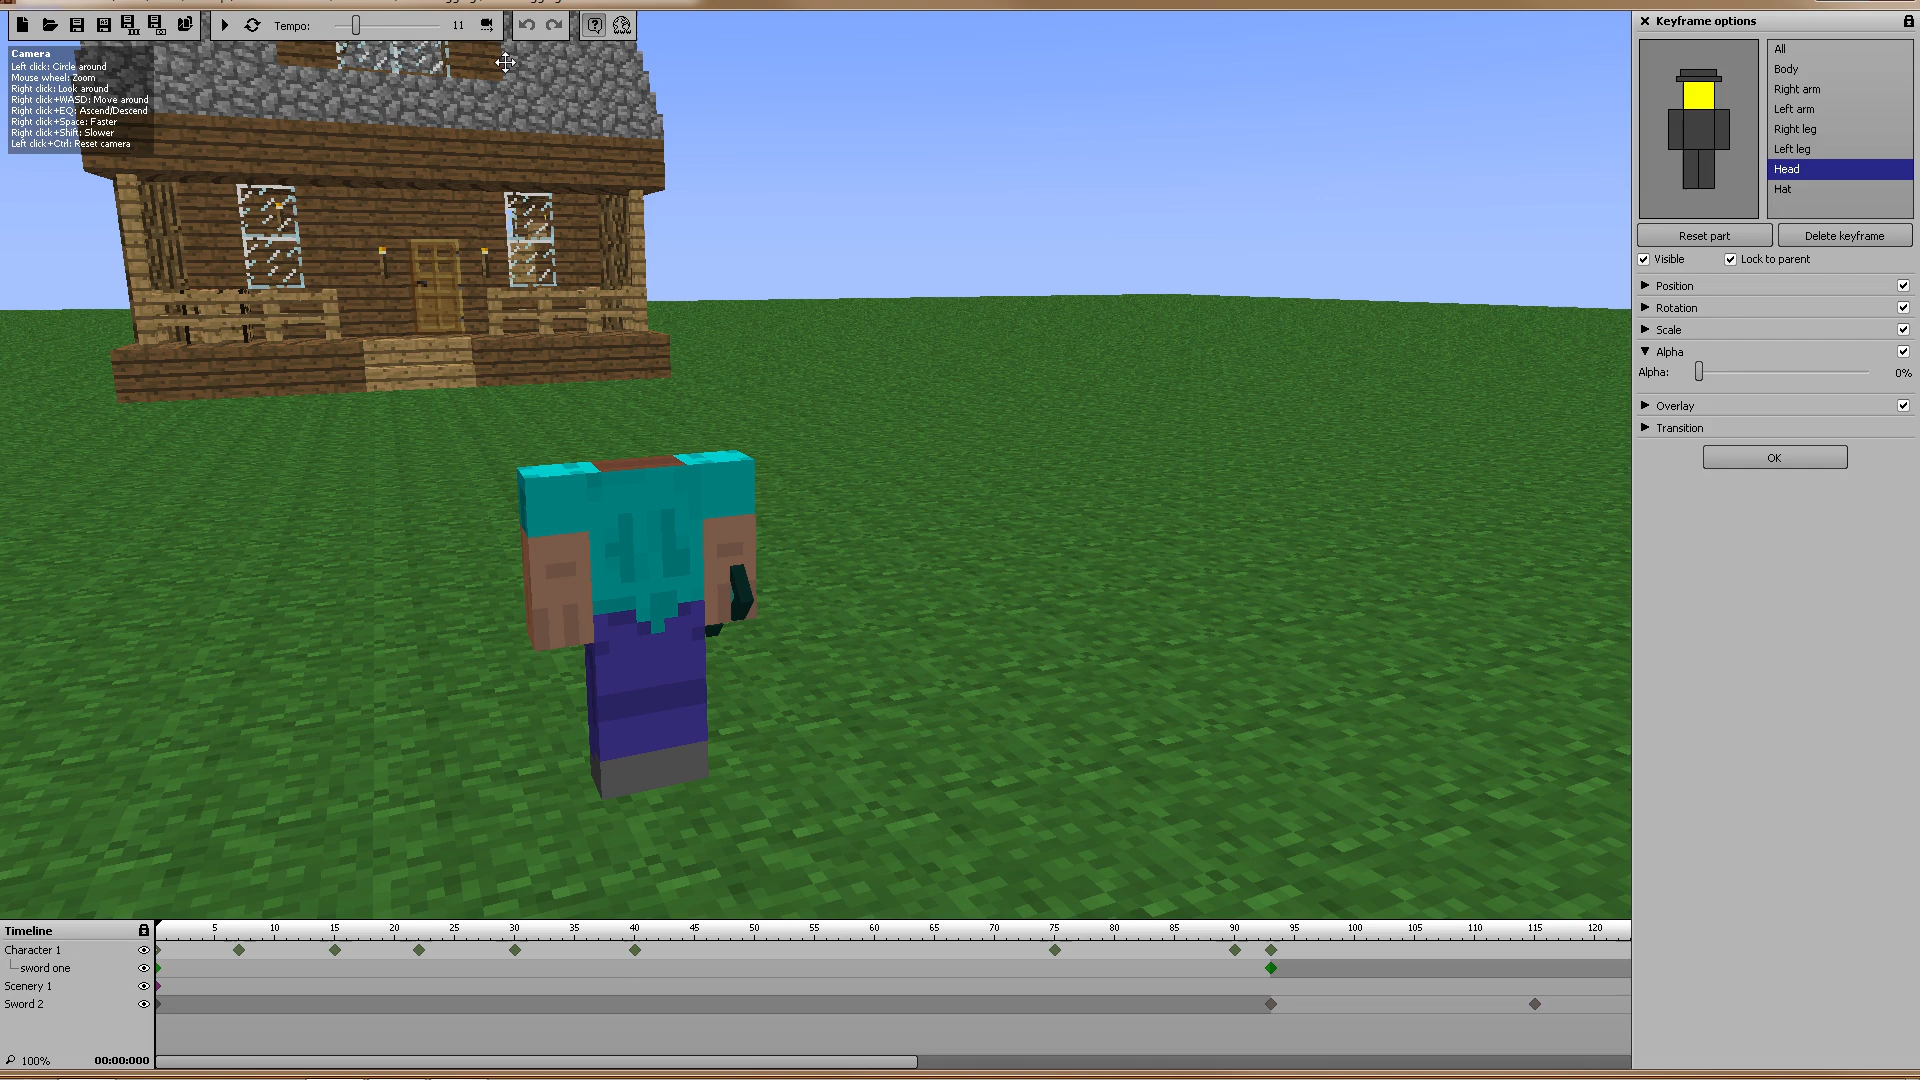 Tempo:
11
Camera
Left click: Circle around
Mouse wheel: Zoom
Right click: Look around
Right click+WASD: Move around
Right click+EQ: Ascend/Descend
Right click+Space: Faster
Right click+Shift: Slower
Left click+Ctrl: Reset camera
Keyframe options
All
Body
Right arm
Left arm
Right leg
Left leg
Head
Hat
Reset part
Delete keyframe
Visible
Lock to parent
Position
Rotation
Scale
Alpha
Alpha:
0%
Overlay
Transition
OK
Timeline
5 10 15 20 25 30 35 40 45 50 55 60 65 70 75 80 85 90 95 100 105 110 115 120
Character 1
sword one
Scenery 1
Sword 2
100%
00:00:000